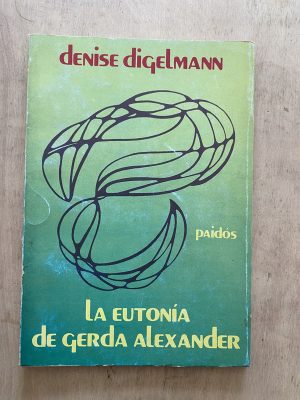 denise digelmann
paidós
LA EUTONÍA
DE GERDA ALEXANDER